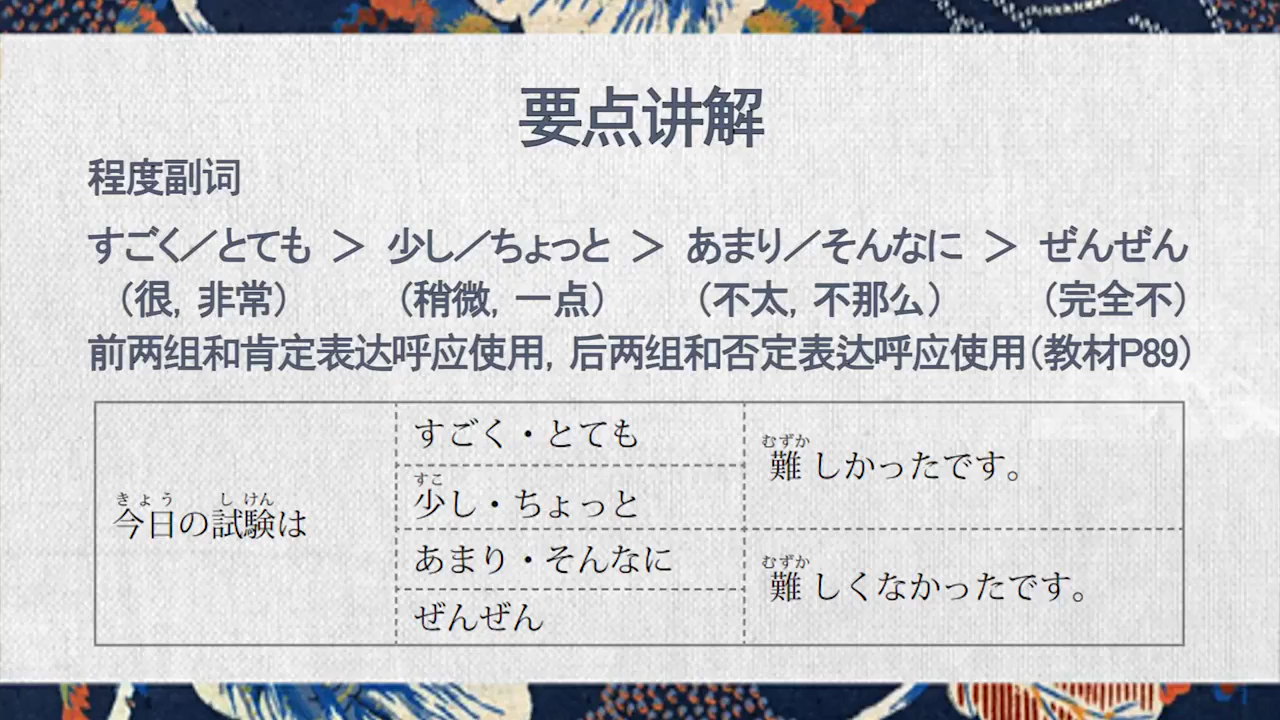 要点讲解
程度副词
すごく／とても ＞ 少し／ちょっと ＞ あまり／そんなに ＞ ぜんぜん
（很，非常） （稍微，一点） （不太，不那么） （完全不）
前两组和肯定表达呼应使用，后两组和否定表达呼应使用（教材P89）
きょう しけん
今日の試験は
すごく・とても
すこ
少し・ちょっと
あまり・そんなに
ぜんぜん
むずか
難しかったです。
むずか
難しくなかったです。